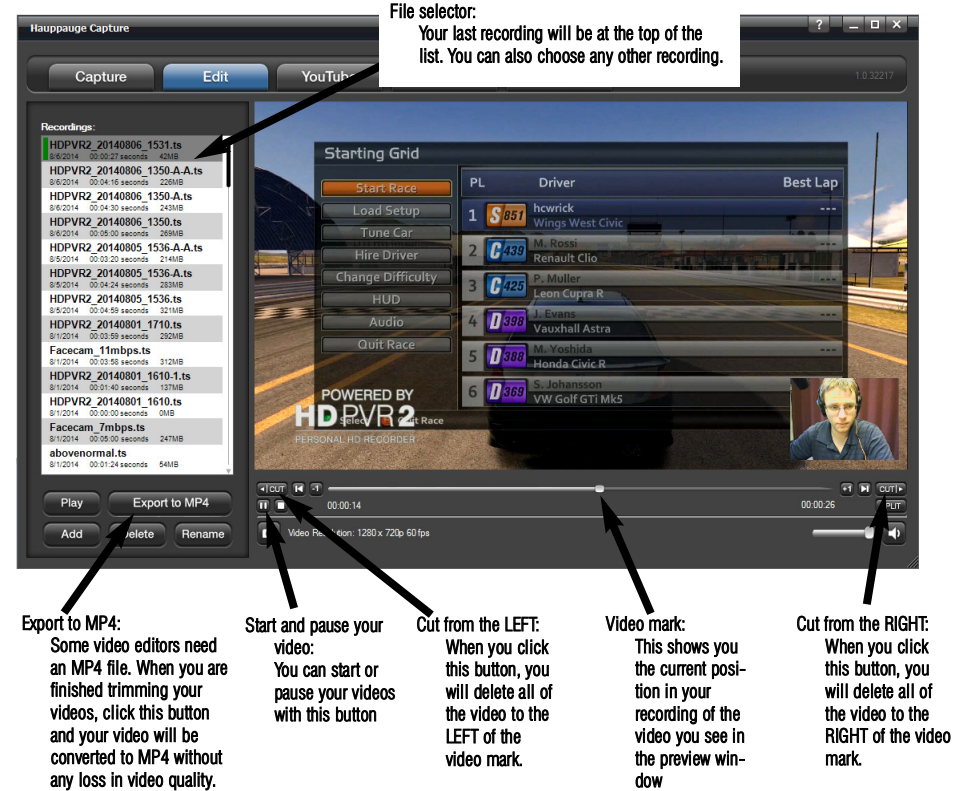 File selector:
Your last recording will be at the top of the
list. You can also choose any other recording.
Hauppauge Capture
?
Capture
Edit
YouTube
1.0.32217
Recordings:
HDPVR2_20140806_1531.ts
8/6/2014 00:00:27 seconds 42MB
HDPVR2_20140806_1350-A-A.ts
8/6/2014 00:04:16 seconds 226MB
HDPVR2_20140806_1350-A.ts
8/6/2014 00:04:30 seconds 243MB
HDPVR2_20140806_1350.ts
8/6/2014 00:05:00 seconds 269MB
HDPVR2_20140805_1536-A-A.ts
8/5/2014 00:03:20 seconds 214MB
HDPVR2_20140805_1536-A.ts
8/5/2014 00:04:24 seconds 283MB
HDPVR2_20140805_1536.ts
8/5/2014 00:04:59 seconds 321MB
HDPVR2_20140801_1710.ts
8/1/2014 00:03:59 seconds 292MB
Facecam_11mbps.ts
8/1/2014 00:03:58 seconds 312MB
HDPVR2_20140801_1610-1.ts
8/1/2014 00:01:40 seconds 137MB
HDPVR2_20140801_1610.ts
8/1/2014 00:00:00 seconds 0MB
Facecam_7mbps.ts
8/1/2014 00:05:00 seconds 247MB
abovenormal.ts
8/1/2014 00:01:24 seconds 54MB
Play
Export to MP4
Add
Delete
Rename
Starting Grid
Start Race
Load Setup
Tune Car
Hire Driver
Change Difficulty
HUD
Audio
Quit Race
PL Driver Best Lap
1 S 851 hcwrick ---
Wings West Civic
2 C 439 M. Rossi ---
Renault Clio
3 C 425 P. Muller ---
Leon Cupra R
4 D 398 J. Evans ---
Vauxhall Astra
5 D 388 M. Yoshida ---
Honda Civic R
6 D 369 S. Johansson
VW Golf GTi Mk5
POWERED BY
HD PVR 2
Select Quit Race
PERSONAL HD RECORDER
CUT -1 +1 CUT
00:00:14 00:00:26 SPLIT
Video Resolution: 1280 x 720p 60 fps
Export to MP4:
Some video editors need
an MP4 file. When you are
finished trimming your
videos, click this button
and your video will be
converted to MP4 without
any loss in video quality.
Start and pause your
video:
You can start or
pause your videos
with this button
Cut from the LEFT:
When you click
this button, you
will delete all of
the video to the
LEFT of the
video mark.
Video mark:
This shows you
the current posi-
tion in your
recording of the
video you see in
the preview win-
dow
Cut from the RIGHT:
When you click
this button, you
will delete all of
the video to the
RIGHT of the video
mark.